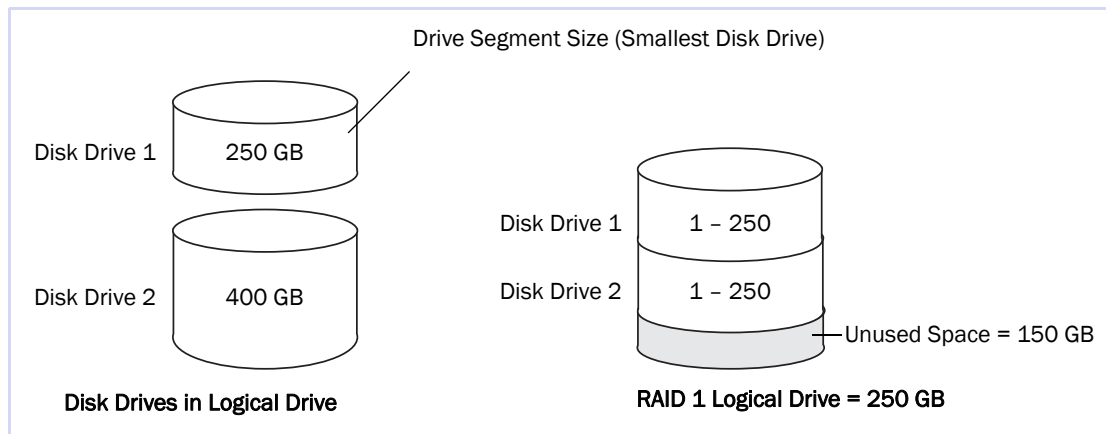 Drive Segment Size (Smallest Disk Drive)
Disk Drive 1
250 GB
Disk Drive 2
400 GB
Disk Drives in Logical Drive
Disk Drive 1
1 – 250
Disk Drive 2
1 – 250
Unused Space = 150 GB
RAID 1 Logical Drive = 250 GB